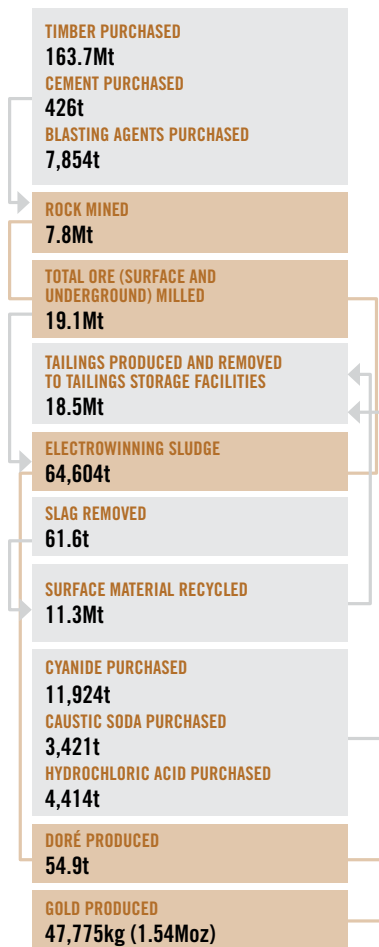 TIMBER PURCHASED
163.7Mt
CEMENT PURCHASED
426t
BLASTING AGENTS PURCHASED
7,854t
ROCK MINED
7.8Mt
TOTAL ORE (SURFACE AND
UNDERGROUND) MILLED
19.1Mt
TAILINGS PRODUCED AND REMOVED
TO TAILINGS STORAGE FACILITIES
18.5Mt
ELECTROWINNING SLUDGE
64,604t
SLAG REMOVED
61.6t
SURFACE MATERIAL RECYCLED
11.3Mt
CYANIDE PURCHASED
11,924t
CAUSTIC SODA PURCHASED
3,421t
HYDROCHLORIC ACID PURCHASED
4,414t
DORÉ PRODUCED
54.9t
GOLD PRODUCED
47,775kg (1.54Moz)